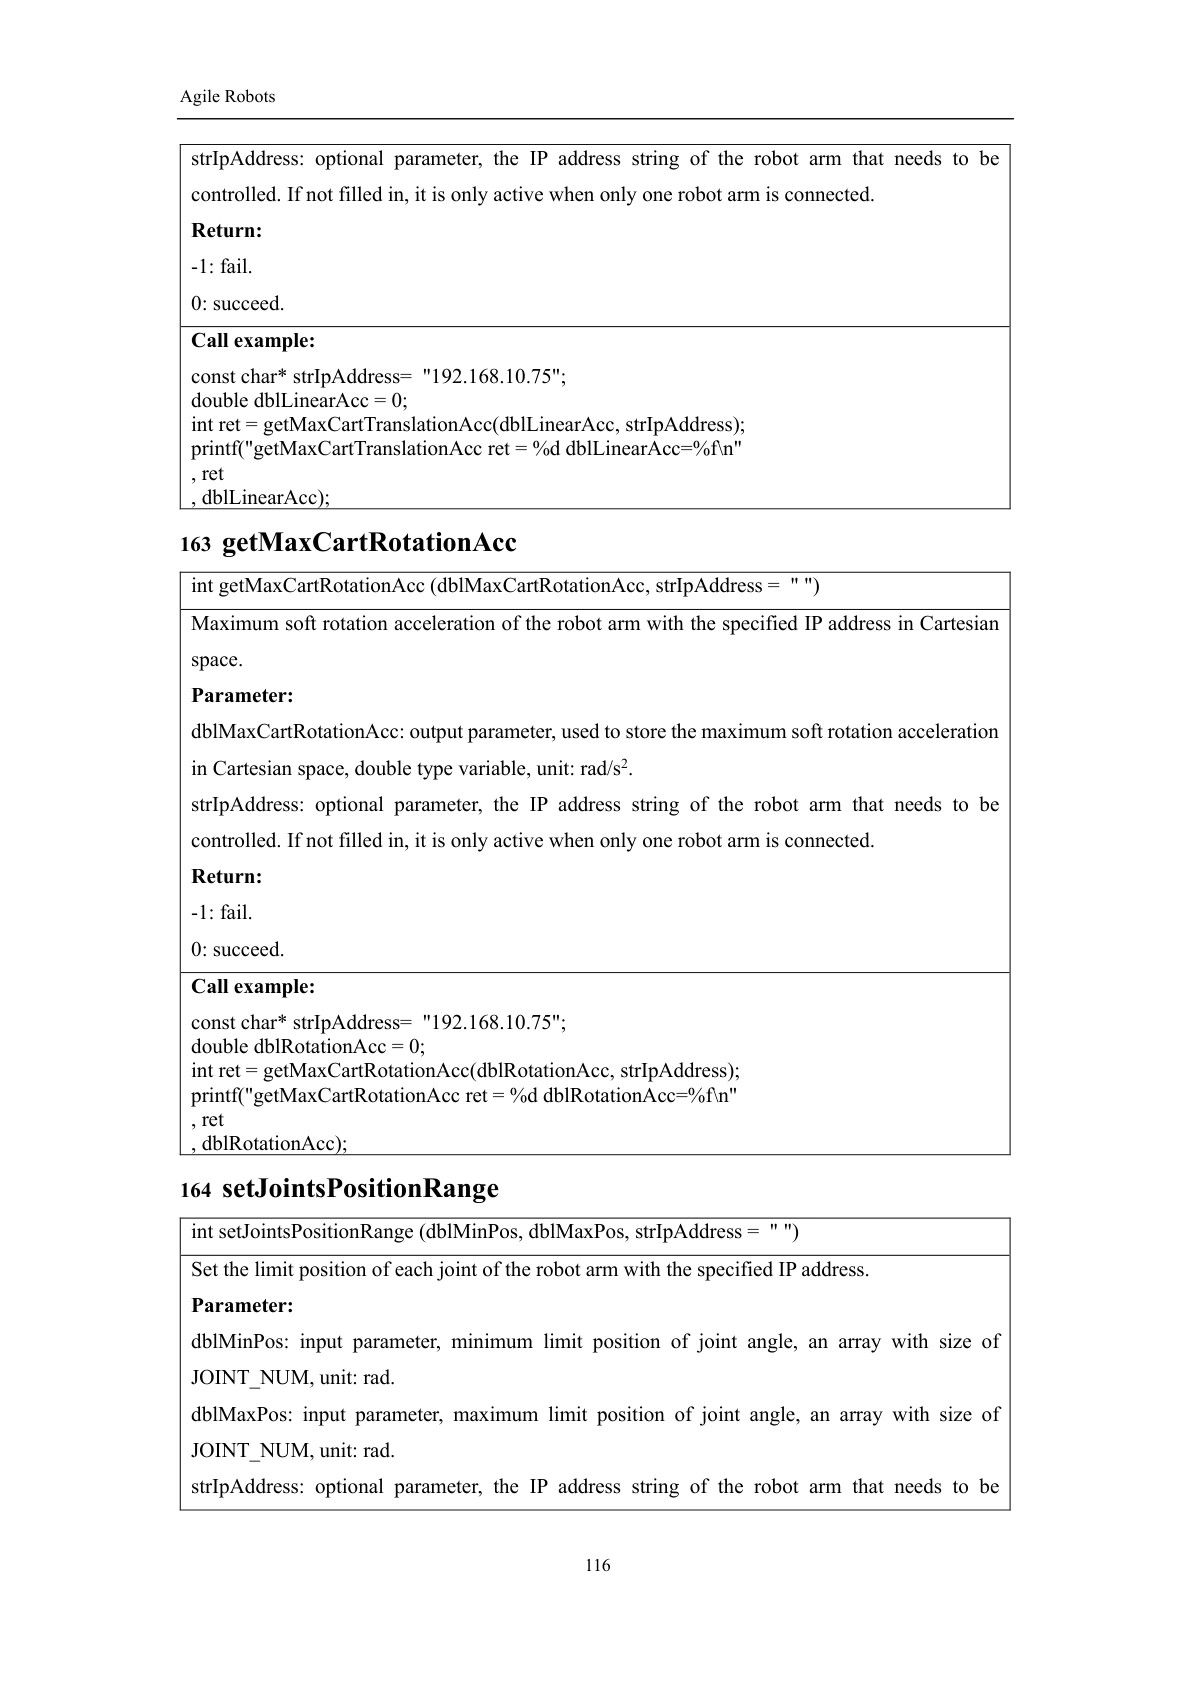 Agile Robots
strIpAddress: optional parameter, the IP address string of the robot arm that needs to be
controlled. If not filled in, it is only active when only one robot arm is connected.
Return:
-1: fail.
0: succeed.
Call example:
const char* strIpAddress= "192.168.10.75";
double dblLinearAcc = 0;
int ret = getMaxCartTranslationAcc(dblLinearAcc, strIpAddress);
printf("getMaxCartTranslationAcc ret = %d dblLinearAcc=%f\n"
, ret
, dblLinearAcc);
163 getMaxCartRotationAcc
int getMaxCartRotationAcc (dblMaxCartRotationAcc, strIpAddress = " ")
Maximum soft rotation acceleration of the robot arm with the specified IP address in Cartesian
space.
Parameter:
dblMaxCartRotationAcc: output parameter, used to store the maximum soft rotation acceleration
in Cartesian space, double type variable, unit: rad/s².
strIpAddress: optional parameter, the IP address string of the robot arm that needs to be
controlled. If not filled in, it is only active when only one robot arm is connected.
Return:
-1: fail.
0: succeed.
Call example:
const char* strIpAddress= "192.168.10.75";
double dblRotationAcc = 0;
int ret = getMaxCartRotationAcc(dblRotationAcc, strIpAddress);
printf("getMaxCartRotationAcc ret = %d dblRotationAcc=%f\n"
, ret
, dblRotationAcc);
164 setJointsPositionRange
int setJointsPositionRange (dblMinPos, dblMaxPos, strIpAddress = " ")
Set the limit position of each joint of the robot arm with the specified IP address.
Parameter:
dblMinPos: input parameter, minimum limit position of joint angle, an array with size of
JOINT_NUM, unit: rad.
dblMaxPos: input parameter, maximum limit position of joint angle, an array with size of
JOINT_NUM, unit: rad.
strIpAddress: optional parameter, the IP address string of the robot arm that needs to be
116